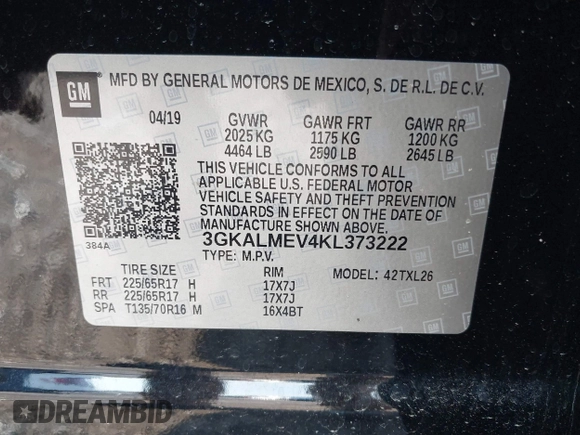 GM
MFD BY GENERAL MOTORS DE MEXICO, S. DE R.L. DE C.V.
04/19 GVWR GAWR FRT GAWR RR
2025 KG 1175 KG 1200 KG
4464 LB 2590 LB 2645 LB
THIS VEHICLE CONFORMS TO ALL
APPLICABLE U.S. FEDERAL MOTOR
VEHICLE SAFETY AND THEFT PREVENTION
STANDARDS IN EFFECT ON THE DATE OF
MANUFACTURE SHOWN ABOVE.
384A 3GKALMEV4KL373222
TYPE: M.P.V.
TIRE SIZE RIM MODEL: 42TXL26
FRT 225/65R17 H 17X7J
RR 225/65R17 H 17X7J
SPA T135/70R16 M 16X4BT
DREAMBID